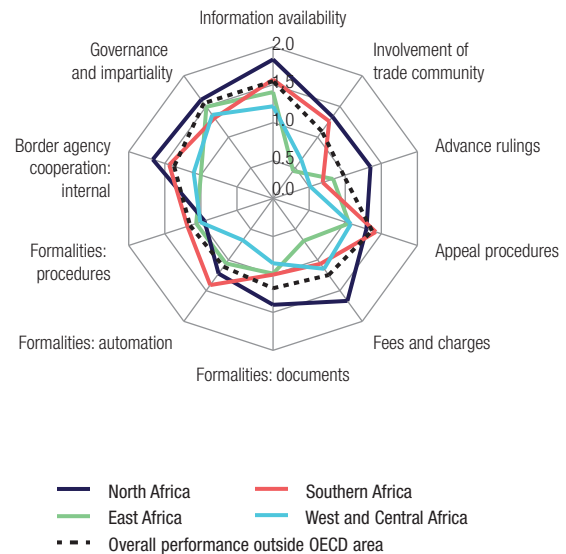 Information availability
Governance
and impartiality
Involvement of
trade community
2.0
1.5
1.0
0.5
0.0
Border agency
cooperation:
internal
Advance rulings
Formalities:
procedures
Appeal procedures
Formalities: automation
Fees and charges
Formalities: documents
North Africa
Southern Africa
East Africa
West and Central Africa
Overall performance outside OECD area